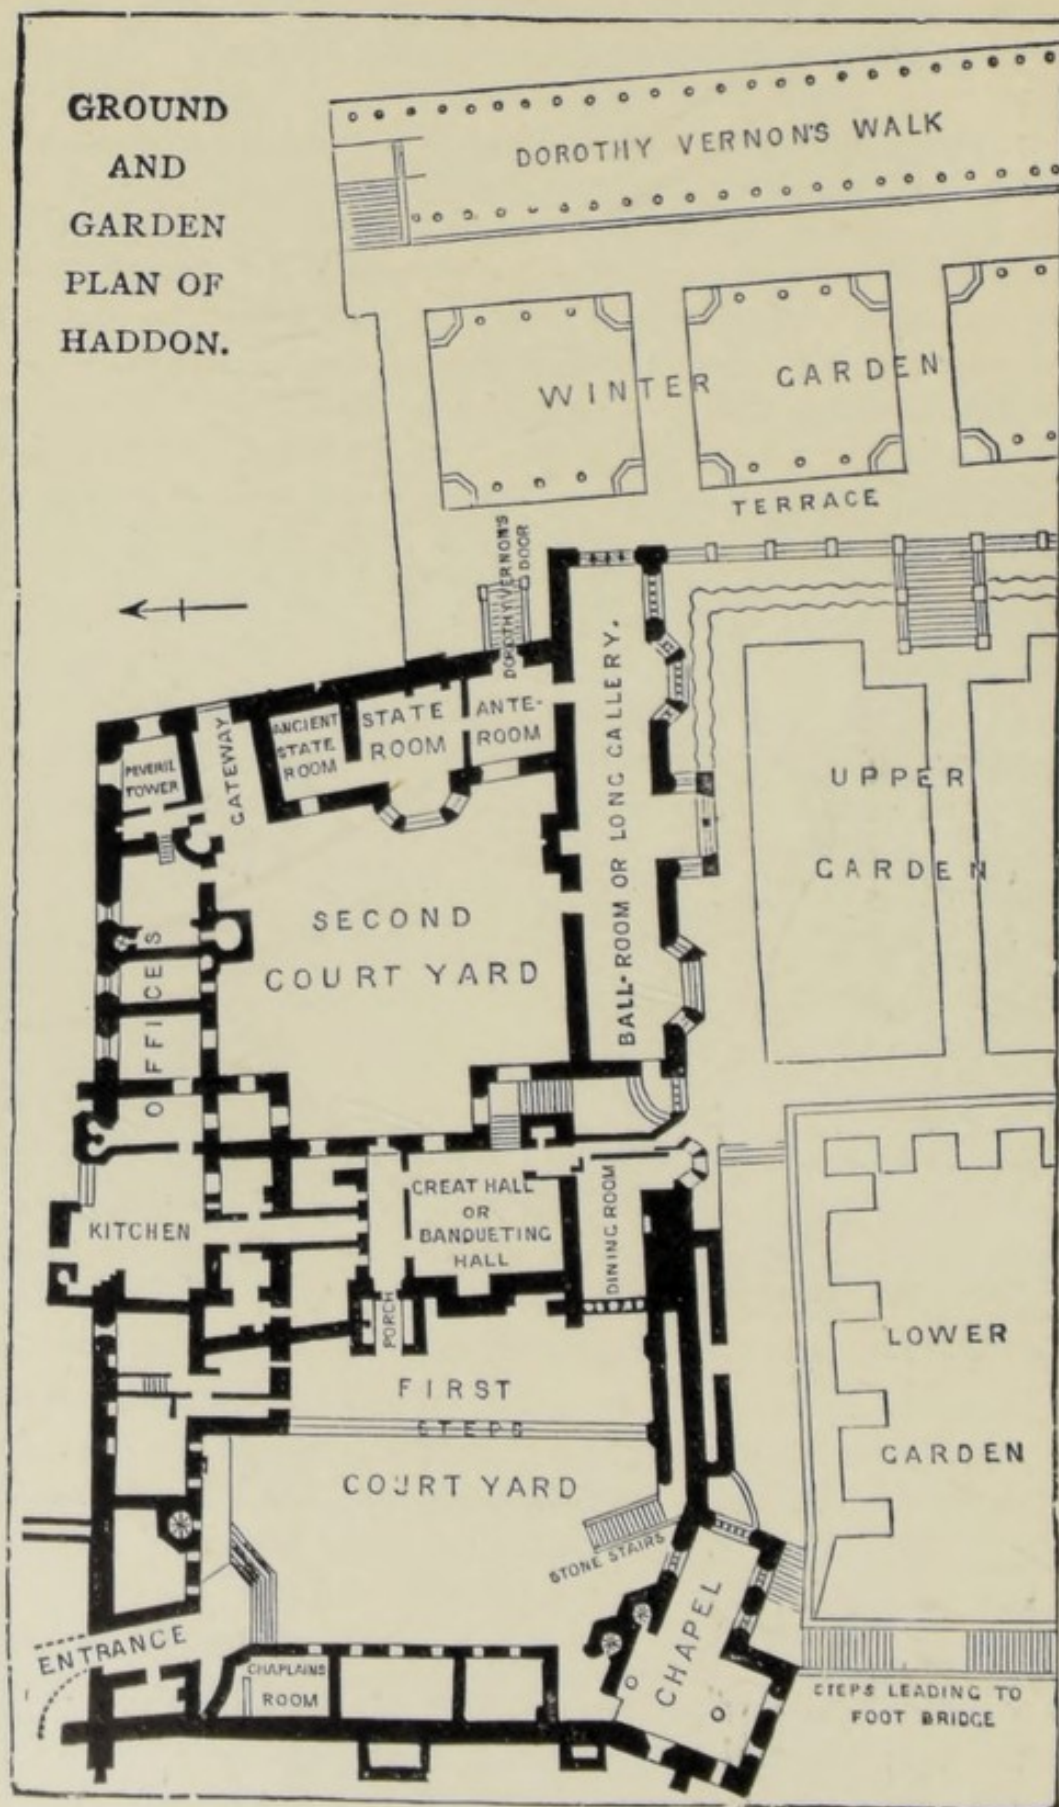 GROUND
AND
GARDEN
PLAN OF
HADDON.
DOROTHY VERNON'S WALK
WINTER GARDEN
TERRACE
DOROTHY VERNON'S
DOOR
ANCIENT
STATE
ROOM
STATE
ROOM
ANTE-
ROOM
PEVERIL
TOWER
GATEWAY
BALL-ROOM OR LONG GALLERY.
UPPER
GARDEN
SECOND
COURT YARD
OFFICES
KITCHEN
GREAT HALL
OR
BANQUETING
HALL
DINING ROOM
PORCH
LOWER
GARDEN
FIRST
STEPS
COURT YARD
STONE STAIRS
CHAPEL
ENTRANCE
CHAPLAINS
ROOM
STEPS LEADING TO
FOOT BRIDGE